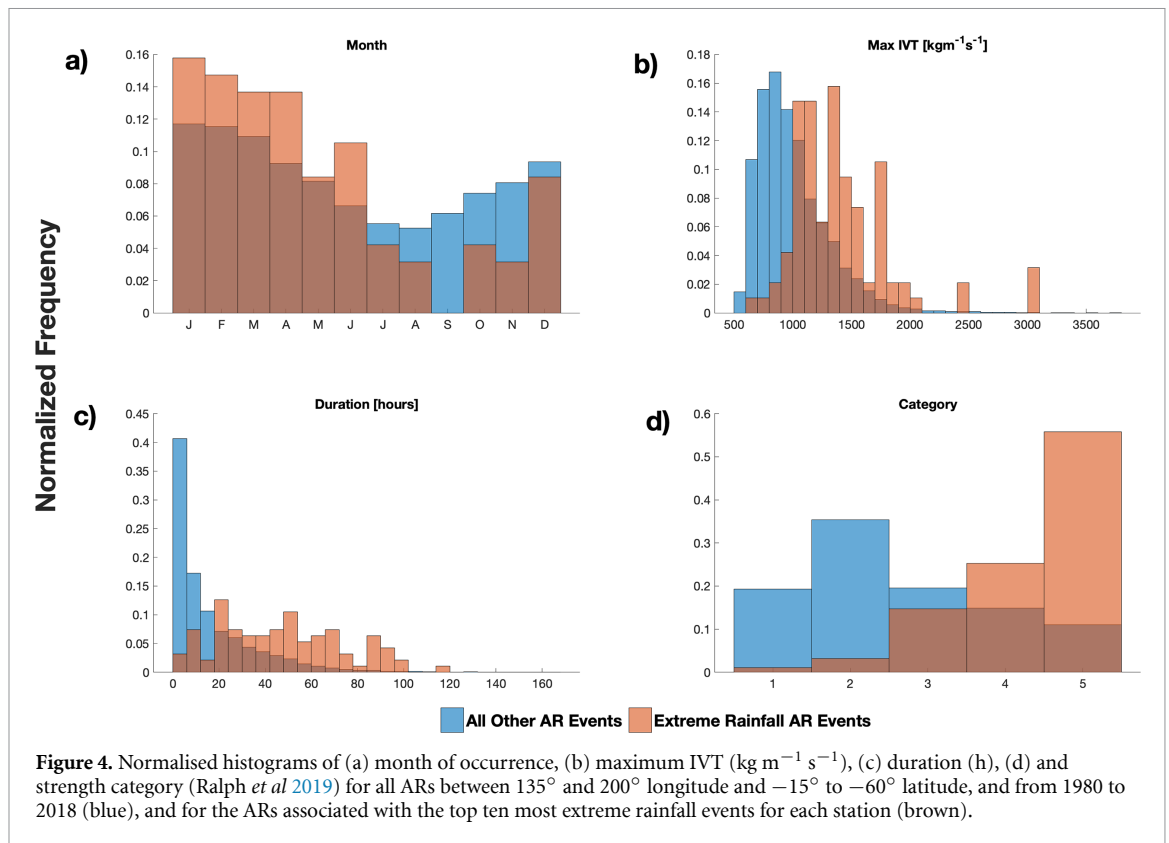 Normalized Frequency
a)
Month
0.16
0.14
0.12
0.1
0.08
0.06
0.04
0.02
0
J F M A M J J A S O N D
b)
Max IVT [kgm⁻¹s⁻¹]
0.18
0.16
0.14
0.12
0.1
0.08
0.06
0.04
0.02
0
500 1000 1500 2000 2500 3000 3500
c)
Duration [hours]
0.45
0.4
0.35
0.3
0.25
0.2
0.15
0.1
0.05
0
0 20 40 60 80 100 120 140 160
d)
Category
0.6
0.5
0.4
0.3
0.2
0.1
0
1 2 3 4 5
All Other AR Events Extreme Rainfall AR Events
Figure 4. Normalised histograms of (a) month of occurrence, (b) maximum IVT (kg m⁻¹ s⁻¹), (c) duration (h), (d) and
strength category (Ralph et al 2019) for all ARs between 135° and 200° longitude and −15° to −60° latitude, and from 1980 to
2018 (blue), and for the ARs associated with the top ten most extreme rainfall events for each station (brown).